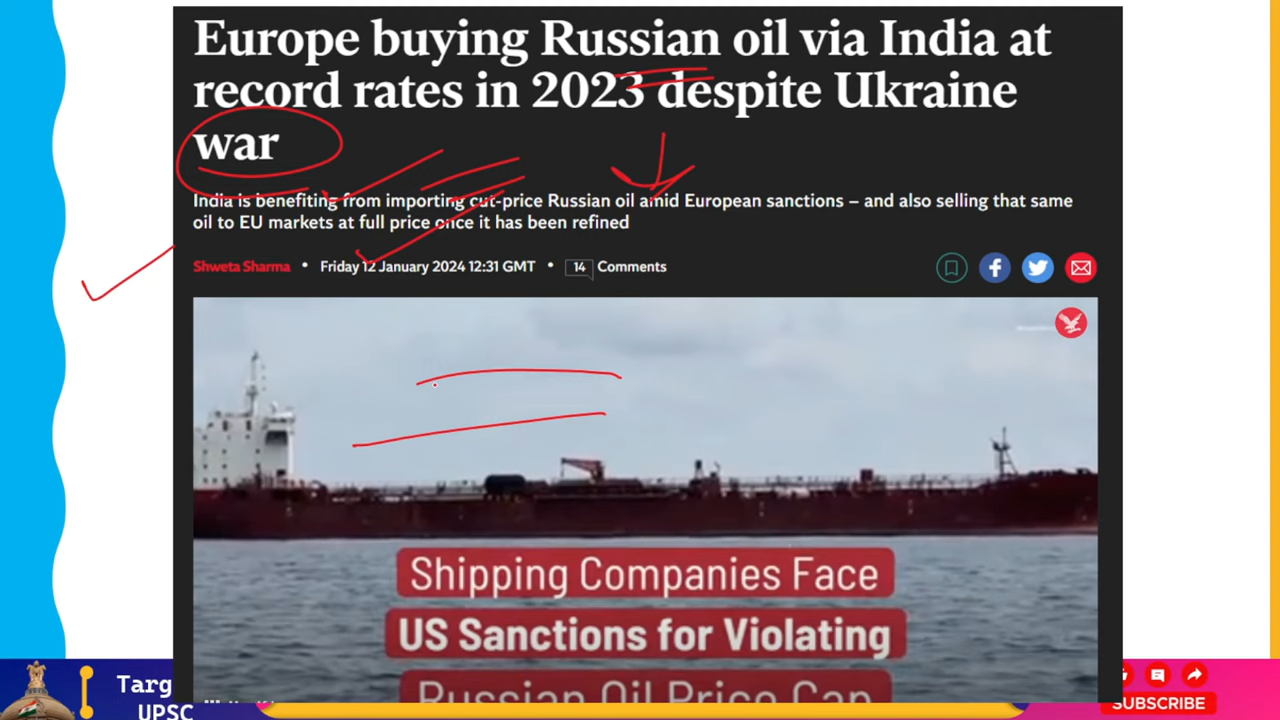 Europe buying Russian oil via India at
record rates in 2023 despite Ukraine
war
India is benefiting from importing cut-price Russian oil amid European sanctions – and also selling that same
oil to EU markets at full price once it has been refined
Shweta Sharma • Friday 12 January 2024 12:31 GMT • 14 Comments
Shipping Companies Face
US Sanctions for Violating
Russian Oil Price Cap
Targ
UPSC
SUBSCRIBE